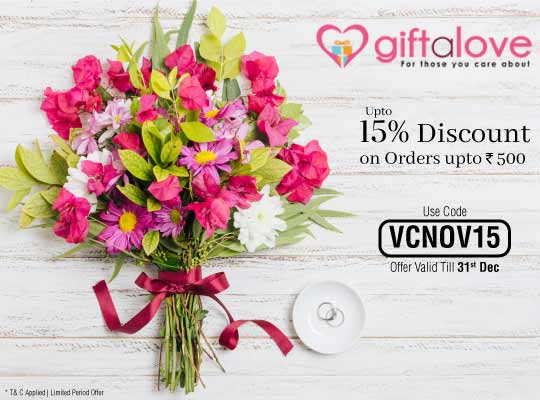 giftalove
For those you care about
Upto
15% Discount
on Orders upto ₹ 500
Use Code
VCNOV15
Offer Valid Till 31st Dec
* T& C Applied | Limited Period Offer